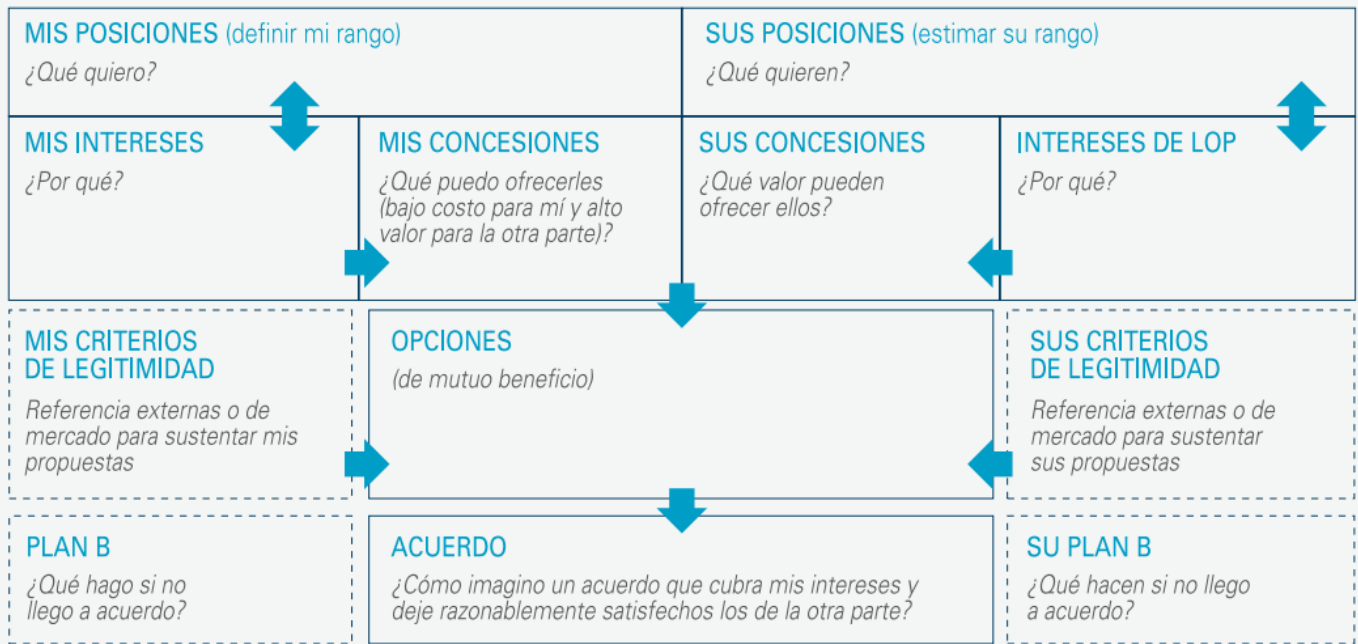 MIS POSICIONES (definir mi rango)
¿Qué quiero?
SUS POSICIONES (estimar su rango)
¿Qué quieren?
MIS INTERESES
¿Por qué?
MIS CONCESIONES
¿Qué puedo ofrecerles
(bajo costo para mí y alto
valor para la otra parte)?
SUS CONCESIONES
¿Qué valor pueden
ofrecer ellos?
INTERESES DE LOP
¿Por qué?
MIS CRITERIOS
DE LEGITIMIDAD
Referencia externas o de
mercado para sustentar mis
propuestas
OPCIONES
(de mutuo beneficio)
SUS CRITERIOS
DE LEGITIMIDAD
Referencia externas o de
mercado para sustentar
sus propuestas
PLAN B
¿Qué hago si no
llego a acuerdo?
ACUERDO
¿Cómo imagino un acuerdo que cubra mis intereses y
deje razonablemente satisfechos los de la otra parte?
SU PLAN B
¿Qué hacen si no llego
a acuerdo?